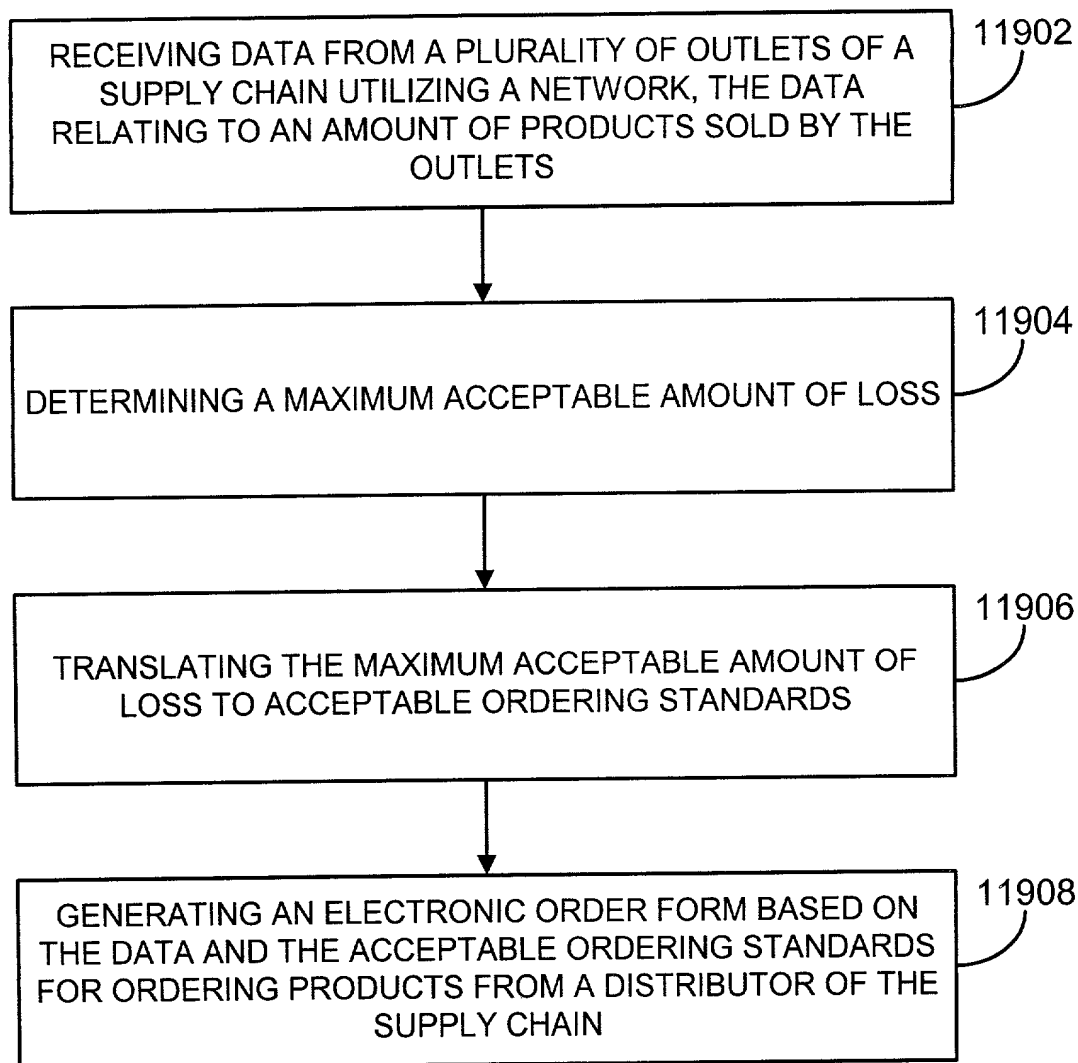 11902
RECEIVING DATA FROM A PLURALITY OF OUTLETS OF A
SUPPLY CHAIN UTILIZING A NETWORK, THE DATA
RELATING TO AN AMOUNT OF PRODUCTS SOLD BY THE
OUTLETS
11904
DETERMINING A MAXIMUM ACCEPTABLE AMOUNT OF LOSS
11906
TRANSLATING THE MAXIMUM ACCEPTABLE AMOUNT OF
LOSS TO ACCEPTABLE ORDERING STANDARDS
11908
GENERATING AN ELECTRONIC ORDER FORM BASED ON
THE DATA AND THE ACCEPTABLE ORDERING STANDARDS
FOR ORDERING PRODUCTS FROM A DISTRIBUTOR OF THE
SUPPLY CHAIN